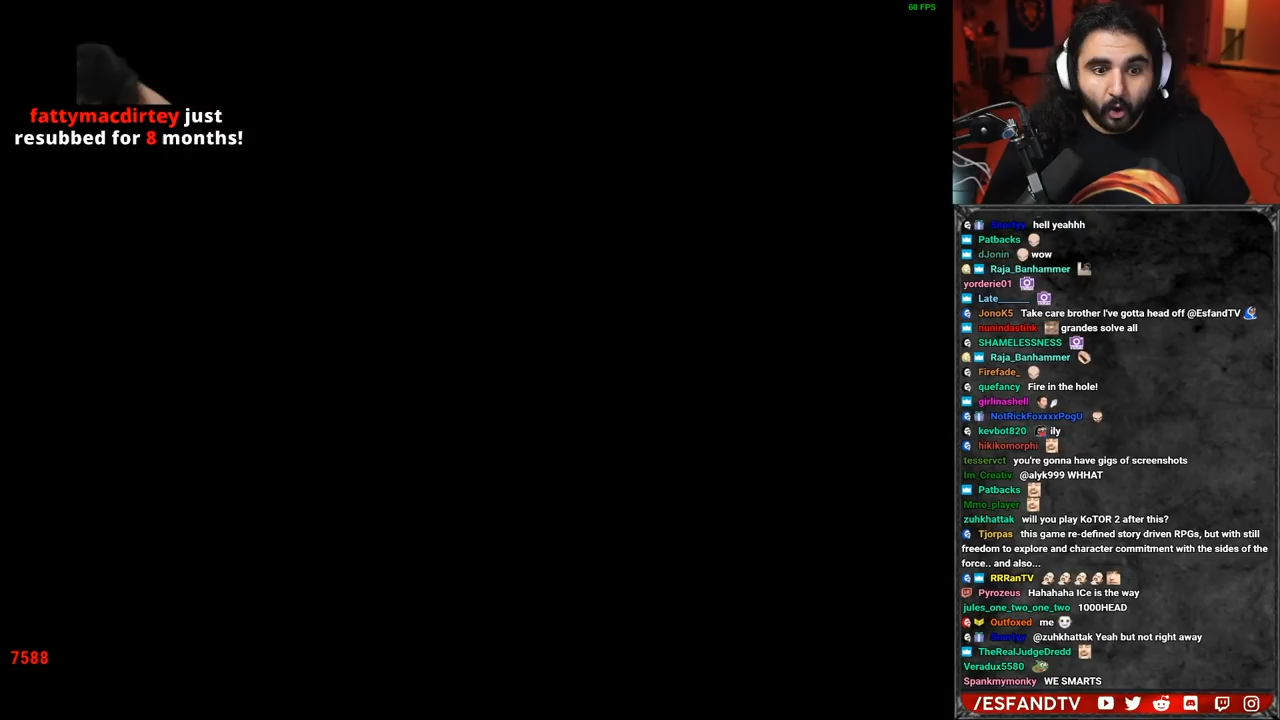 60 FPS
fattymacdirtey just
resubbed for 8 months!
hell yeahhh
Patbacks
dJonin wow
Raja_Banhammer
yorderie01
Late______
JonoK5 Take care brother I've gotta head off @EsfandTV
nunindastink grandes solve all
SHAMELESSNESS
Raja_Banhammer
Firefade_
quefancy Fire in the hole!
girlinashell
NotRickFoxxxxPogU
kevbot820 ily
hikikomorphi
tesservct you're gonna have gigs of screenshots
Im_Creativ @alyk999 WHHAT
Patbacks
Mmo_player
zuhkhattak will you play KoTOR 2 after this?
Tjorpas this game re-defined story driven RPGs, but with still
freedom to explore and character commitment with the sides of the
force.. and also...
RRRanTV
Pyrozeus Hahahaha ICe is the way
jules_one_two_one_two 1000HEAD
Outfoxed me
@zuhkhattak Yeah but not right away
TheRealJudgeDredd
Veradux5580
Spankmymonky WE SMARTS
7588
/ESFANDTV